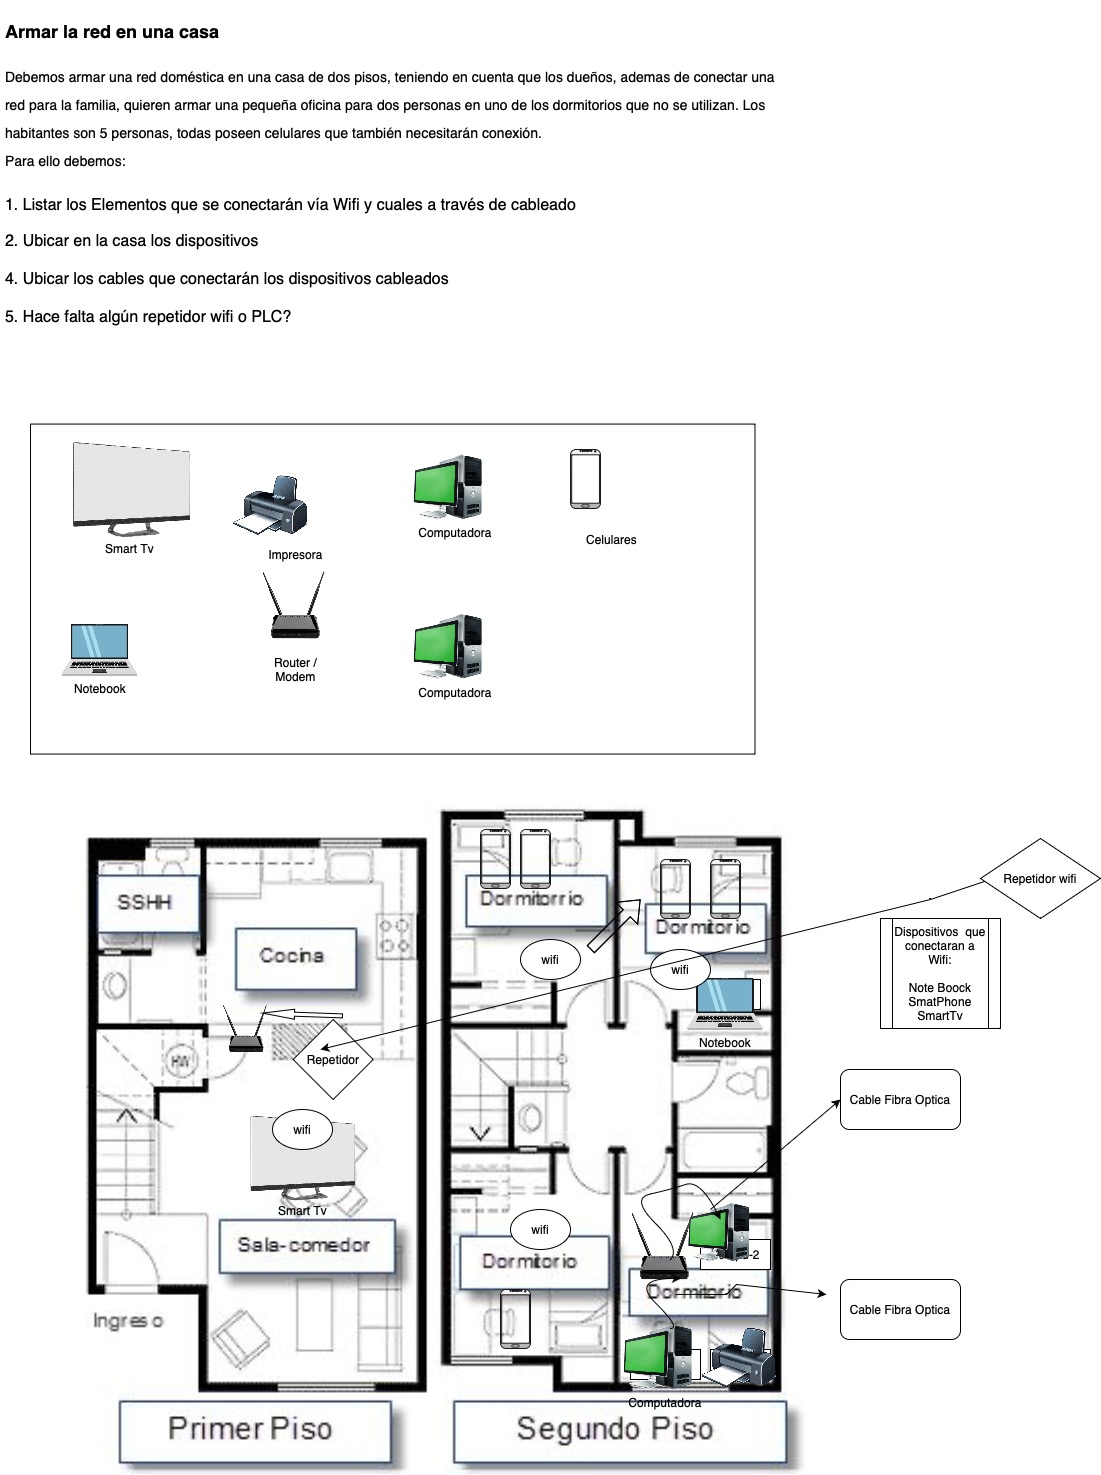 Armar la red en una casa
Debemos armar una red doméstica en una casa de dos pisos, teniendo en cuenta que los dueños, ademas de conectar una
red para la familia, quieren armar una pequeña oficina para dos personas en uno de los dormitorios que no se utilizan. Los
habitantes son 5 personas, todas poseen celulares que también necesitarán conexión.
Para ello debemos:
1. Listar los Elementos que se conectarán vía Wifi y cuales a través de cableado
2. Ubicar en la casa los dispositivos
4. Ubicar los cables que conectarán los dispositivos cableados
5. Hace falta algún repetidor wifi o PLC?
Smart Tv
Impresora
Computadora
Celulares
Notebook
Router /
Modem
Computadora
SSHH
Cocina
HW
Repetidor
wifi
Smart Tv
Sala-comedor
Ingreso
Primer Piso
Dormitorrio
Dormitorio
wifi
wifi
Notebook
wifi
Dormitorio
-2
Dormitorio
Computadora
Segundo Piso
Repetidor wifi
Dispositivos que
conectaran a
Wifi:
Note Boock
SmatPhone
SmartTv
Cable Fibra Optica
Cable Fibra Optica